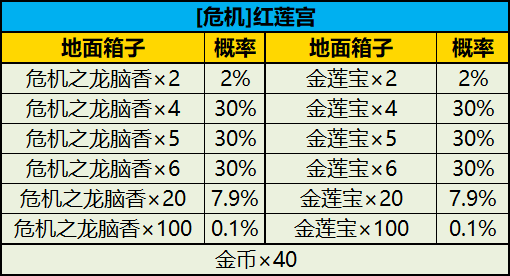 [危机]红莲宫
地面箱子 概率 地面箱子 概率
危机之龙脑香×2 2% 金莲宝×2 2%
危机之龙脑香×4 30% 金莲宝×4 30%
危机之龙脑香×5 30% 金莲宝×5 30%
危机之龙脑香×6 30% 金莲宝×6 30%
危机之龙脑香×20 7.9% 金莲宝×20 7.9%
危机之龙脑香×100 0.1% 金莲宝×100 0.1%
金币×40